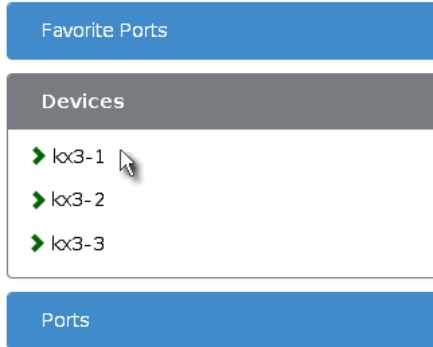 Favorite Ports
Devices
kx3-1
kx3-2
kx3-3
Ports